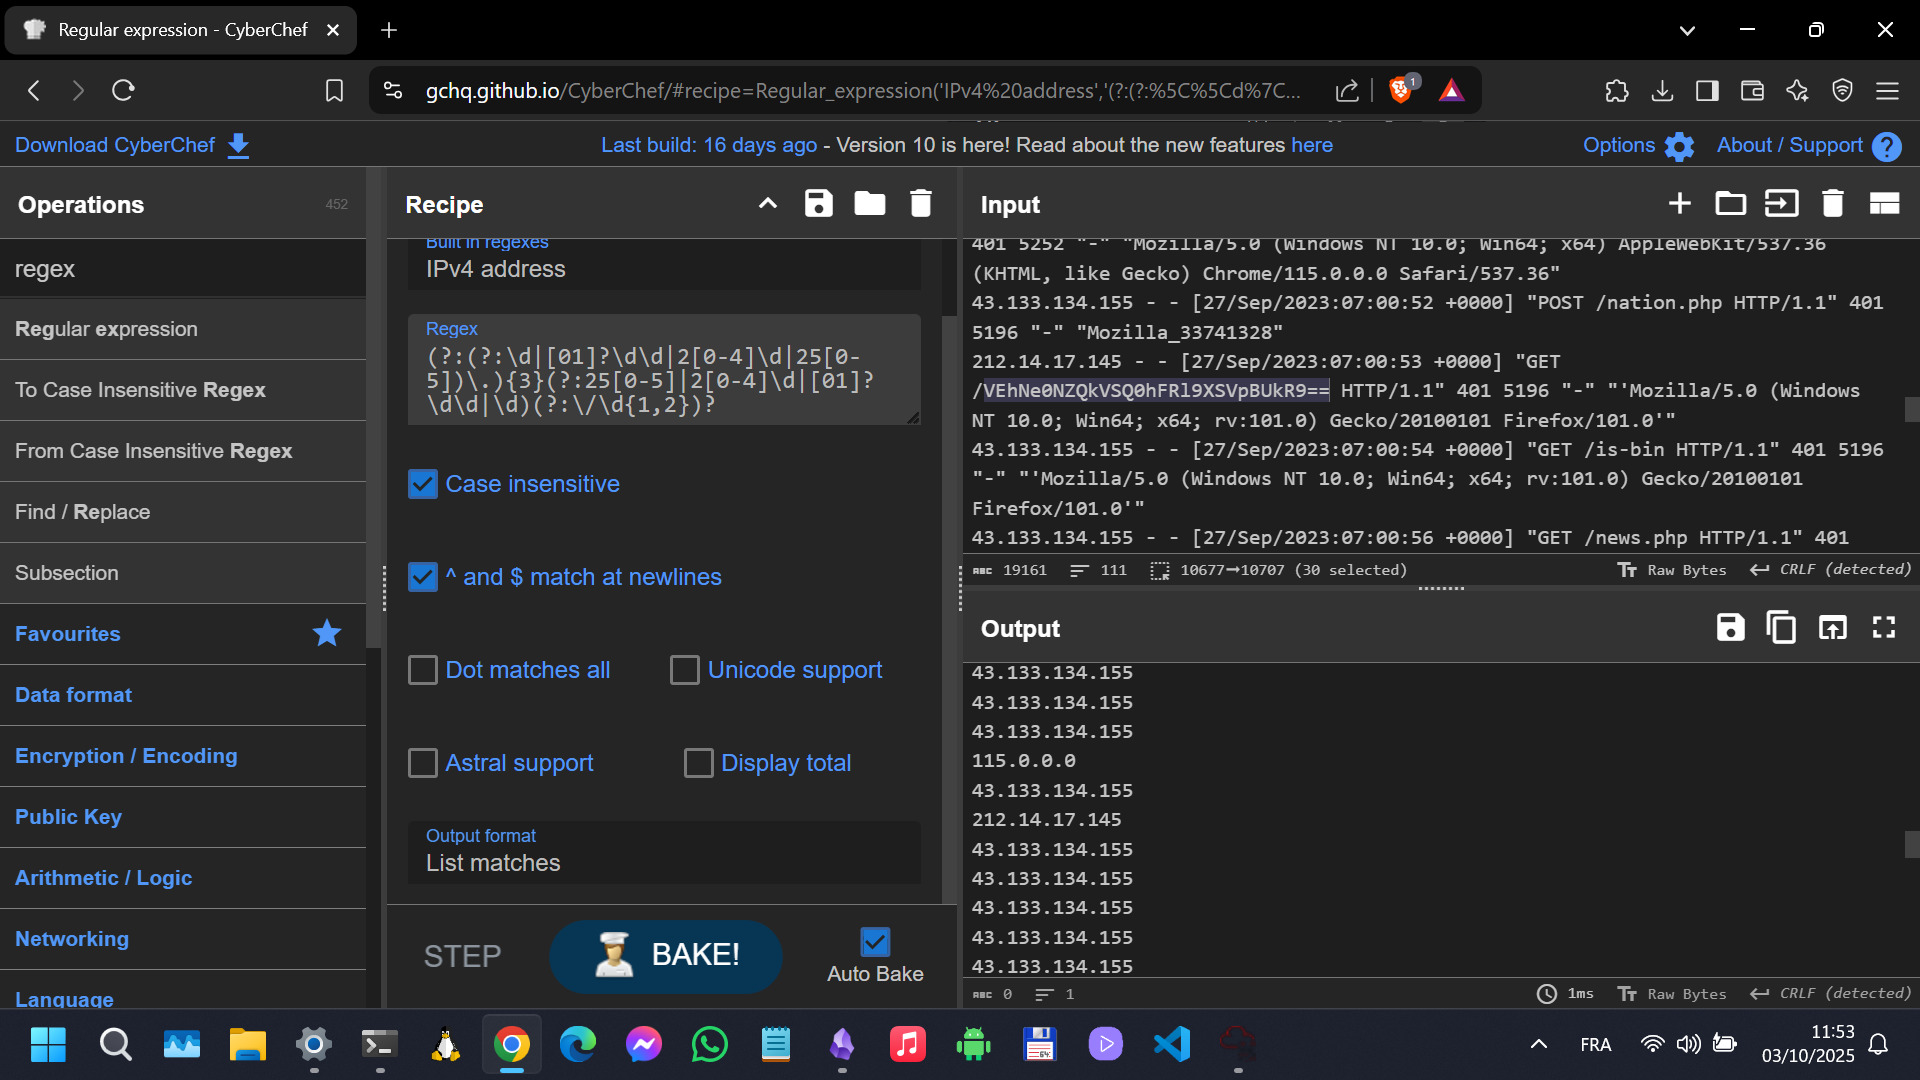 Regular expression - CyberChef
gchq.github.io/CyberChef/#recipe=Regular_expression('IPv4%20address','(?:(?:%5C%5Cd%7C...
1
Download CyberChef
Last build: 16 days ago - Version 10 is here! Read about the new features here
Options
About / Support
Operations
452
regex
Regular expression
To Case Insensitive Regex
From Case Insensitive Regex
Find / Replace
Subsection
Favourites
Data format
Encryption / Encoding
Public Key
Arithmetic / Logic
Networking
Language
Recipe
Built in regexes
IPv4 address
Regex
(?:(?:\d|[01]?\d\d|2[0-4]\d|25[0-
5])\.){3}(?:25[0-5]|2[0-4]\d|[01]?
\d\d|\d)(?:\/\d{1,2})?
Case insensitive
^ and $ match at newlines
Dot matches all
Unicode support
Astral support
Display total
Output format
List matches
STEP
BAKE!
Auto Bake
Input
401 5252 "-" "Mozilla/5.0 (Windows NT 10.0; Win64; x64) AppleWebKit/537.36
(KHTML, like Gecko) Chrome/115.0.0.0 Safari/537.36"
43.133.134.155 - - [27/Sep/2023:07:00:52 +0000] "POST /nation.php HTTP/1.1" 401
5196 "-" "Mozilla_33741328"
212.14.17.145 - - [27/Sep/2023:07:00:53 +0000] "GET
/VEhNe0NZQkVSQ0hFRl9XSVpBUkR9== HTTP/1.1" 401 5196 "-" "'Mozilla/5.0 (Windows
NT 10.0; Win64; x64; rv:101.0) Gecko/20100101 Firefox/101.0'"
43.133.134.155 - - [27/Sep/2023:07:00:54 +0000] "GET /is-bin HTTP/1.1" 401 5196
"-" "'Mozilla/5.0 (Windows NT 10.0; Win64; x64; rv:101.0) Gecko/20100101
Firefox/101.0'"
43.133.134.155 - - [27/Sep/2023:07:00:56 +0000] "GET /news.php HTTP/1.1" 401
ABC 19161
111
10677→10707 (30 selected)
Raw Bytes
CRLF (detected)
Output
43.133.134.155
43.133.134.155
43.133.134.155
115.0.0.0
43.133.134.155
212.14.17.145
43.133.134.155
43.133.134.155
43.133.134.155
43.133.134.155
43.133.134.155
ABC 0
1
1ms
Raw Bytes
CRLF (detected)
64
FRA
11:53
03/10/2025